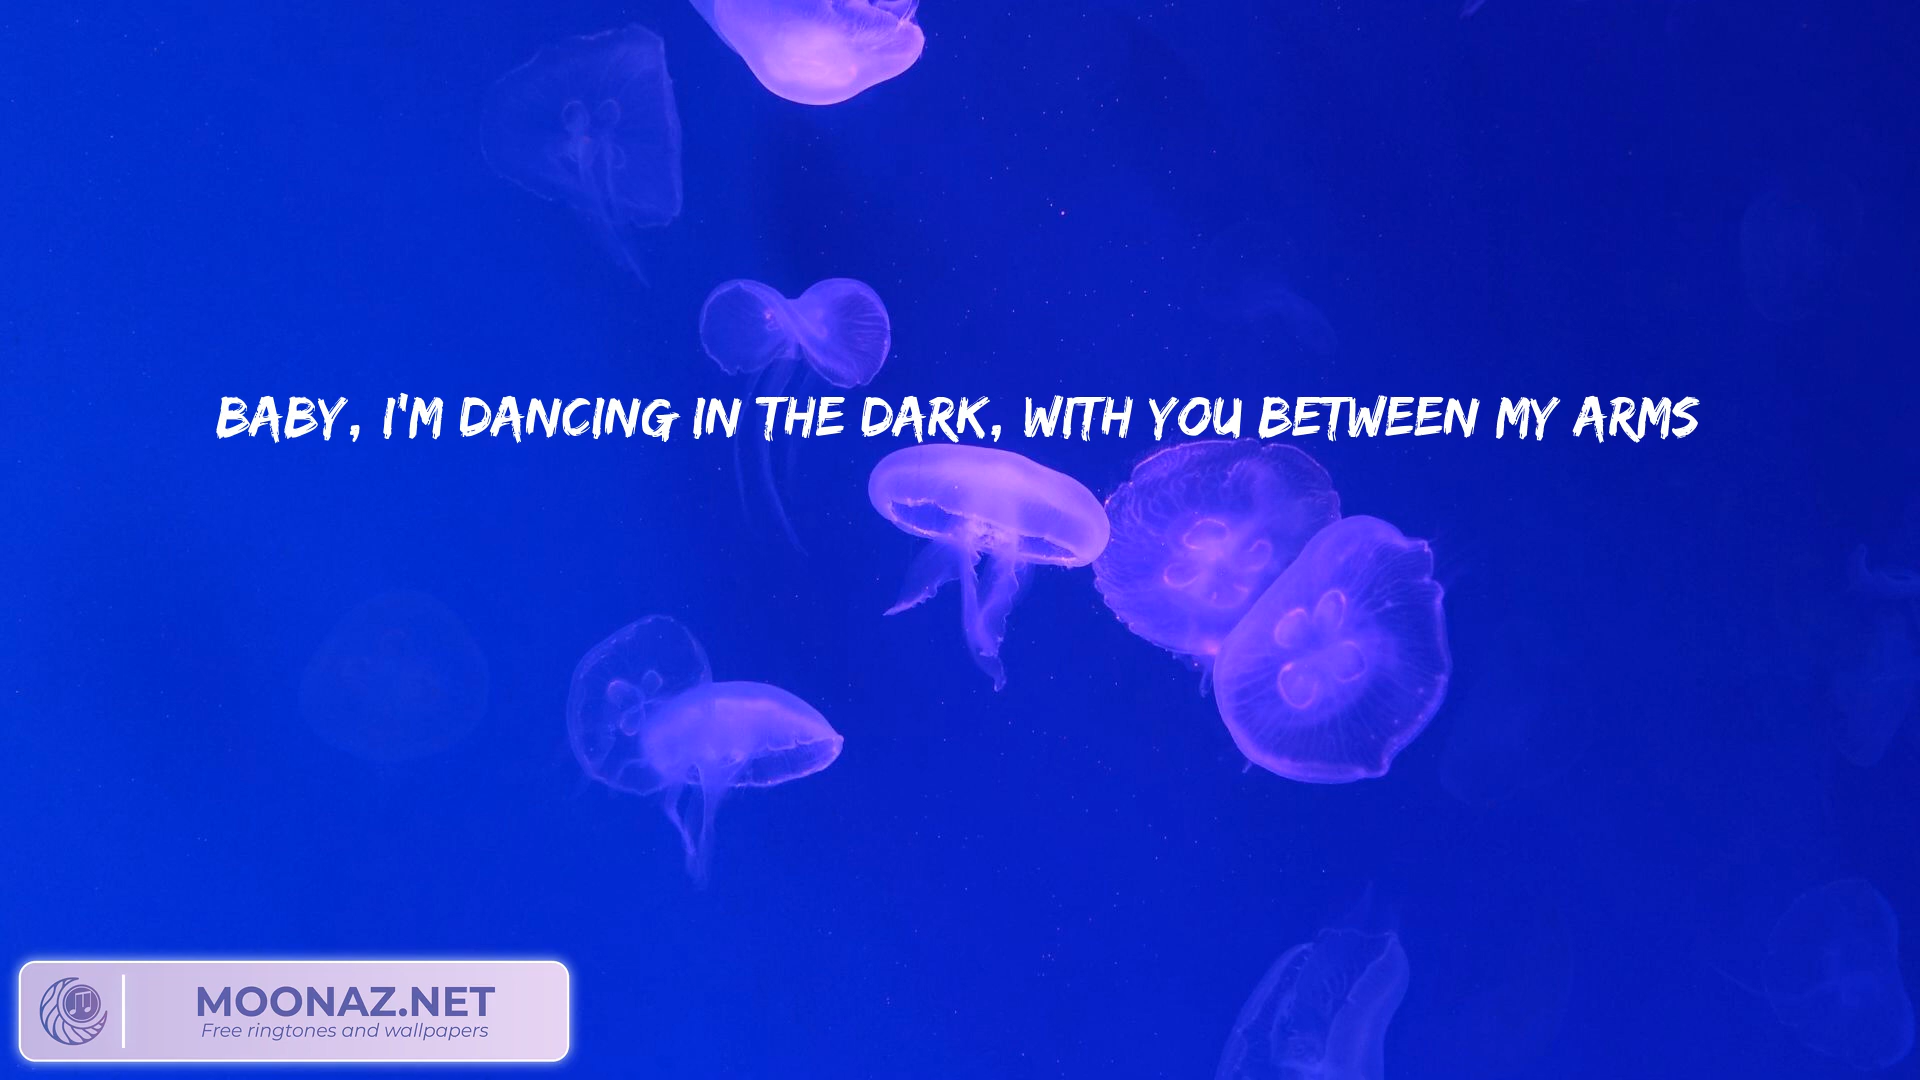 BABY, I'M DANCING IN THE DARK, WITH YOU BETWEEN MY ARMS
MOONAZ.NET
Free ringtones and wallpapers